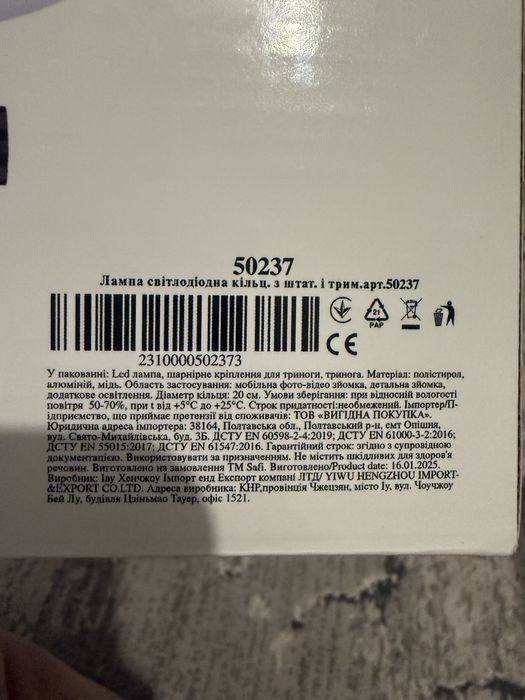 50237
Лампа світлодіодна кільц. з штат. і трим.арт.50237
21
PAP
CE
2310000502373
У пакованні: Led лампа, шарнірне кріплення для триноги, тринога. Матеріал: полістирол,
алюміній, мідь. Область застосування: мобільна фото-відео зйомка, детальна зйомка,
додаткове освітлення. Діаметр кільця: 20 см. Умови зберігання: при відносній вологості
повітря 50-70%, при t від +5°C до +25°C. Строк придатності:необмежений. Імпортер/П-
ідприємство, що приймає претензії від споживачів: ТОВ «ВИГІДНА ПОКУПКА».
Юридична адреса імпортера: 38164, Полтавська обл., Полтавський р-н, смт Опішня,
вул. Свято-Михайлівська, буд. 3Б. ДСТУ EN 60598-2-4:2019; ДСТУ EN 61000-3-2:2016;
ДСТУ EN 55015:2017; ДСТУ EN 61547:2016. Строк служби: 2 роки. Склад: згідно з супровідною
документацією. Використовувати за призначенням. Не містить шкідливих для здоров'я
речовин. Виготовлено на замовлення TM Safi. Виготовлено/Product date: 16.01.2025.
Виробник: Іву Хенчжоу Імпорт енд Експорт компані ЛТД/ YIWU HENGZHOU IMPORT-
&EXPORT CO.LTD. Адреса виробника: КНР,провінція Чжецзян, місто Іу, вул. Чоучжоу
Бей Лу, будівля Цзіньмао Тауер, офіс 1521.